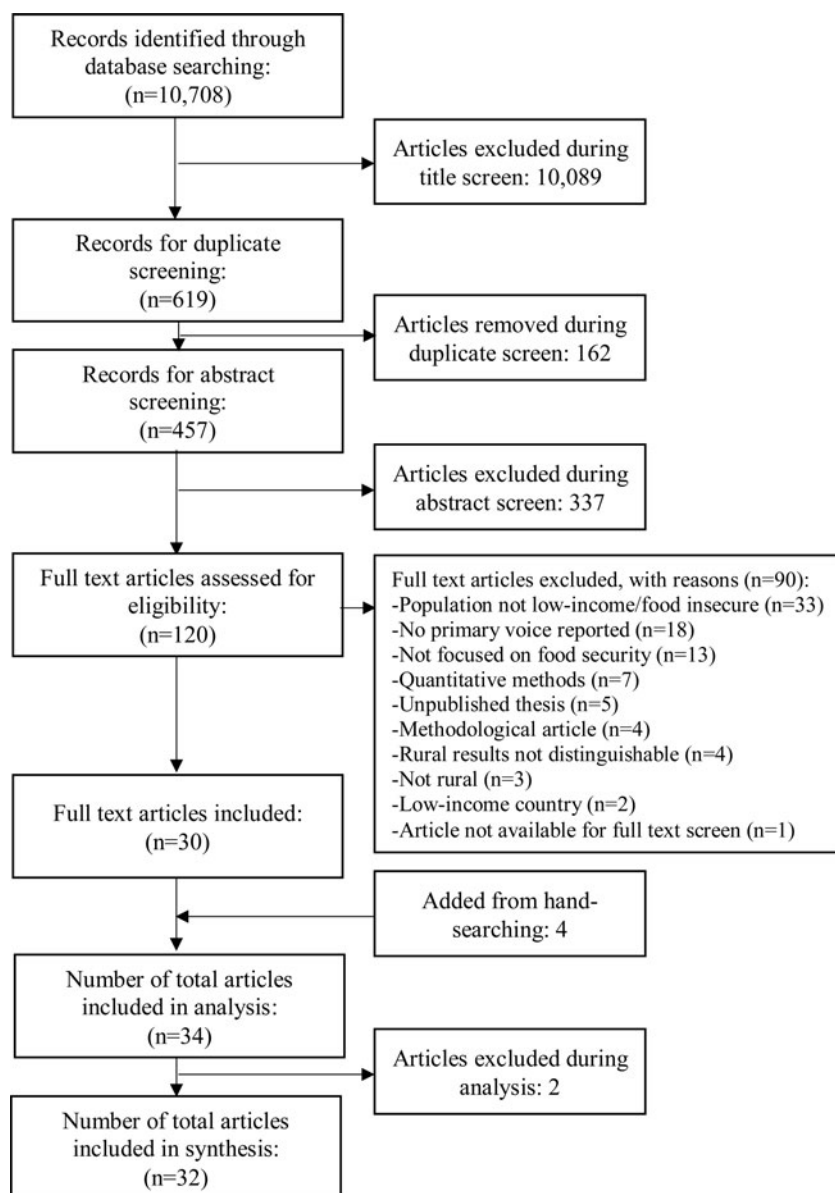 Records identified through
database searching:
(n=10,708)
Articles excluded during
title screen: 10,089
Records for duplicate
screening:
(n=619)
Articles removed during
duplicate screen: 162
Records for abstract
screening:
(n=457)
Articles excluded during
abstract screen: 337
Full text articles assessed for
eligibility:
(n=120)
Full text articles excluded, with reasons (n=90):
-Population not low-income/food insecure (n=33)
-No primary voice reported (n=18)
-Not focused on food security (n=13)
-Quantitative methods (n=7)
-Unpublished thesis (n=5)
-Methodological article (n=4)
-Rural results not distinguishable (n=4)
-Not rural (n=3)
-Low-income country (n=2)
-Article not available for full text screen (n=1)
Full text articles included:
(n=30)
Added from hand-
searching: 4
Number of total articles
included in analysis:
(n=34)
Articles excluded during
analysis: 2
Number of total articles
included in synthesis:
(n=32)